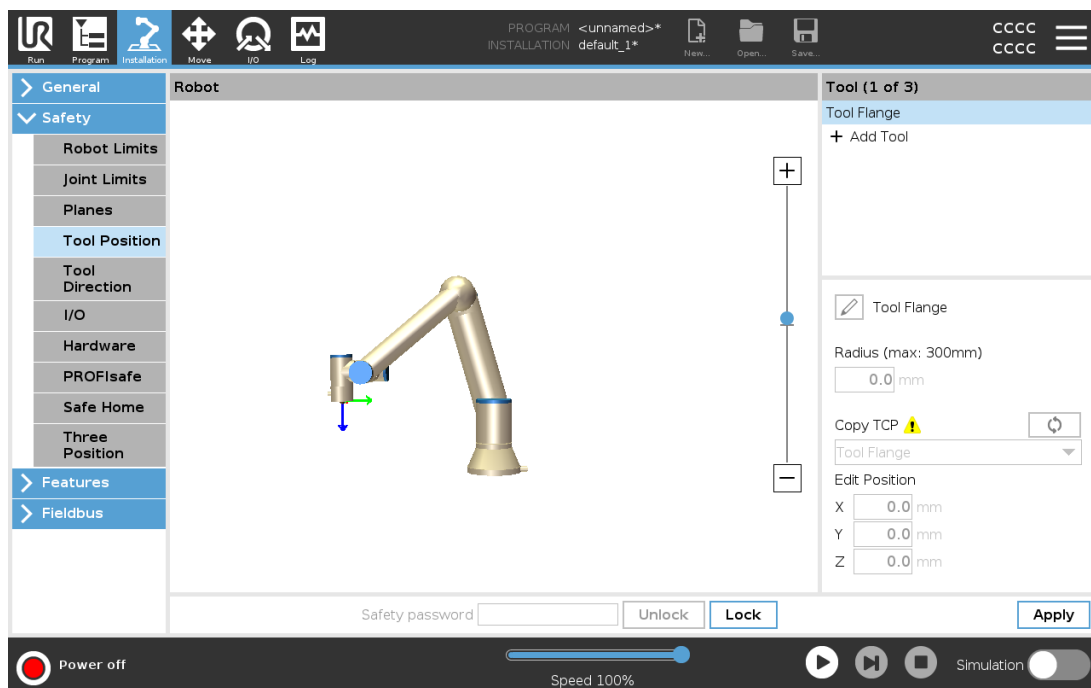 UR
Run
Program
Installation
Move
I/O
Log
PROGRAM <unnamed>*
INSTALLATION default_1*
New...
Open...
Save...
CCCC
CCCC
General
Safety
Robot Limits
Joint Limits
Planes
Tool Position
Tool
Direction
I/O
Hardware
PROFIsafe
Safe Home
Three
Position
Features
Fieldbus
Robot
Tool (1 of 3)
Tool Flange
+ Add Tool
Tool Flange
Radius (max: 300mm)
0.0 mm
Copy TCP
Tool Flange
Edit Position
X 0.0 mm
Y 0.0 mm
Z 0.0 mm
Safety password
Unlock
Lock
Apply
Power off
Speed 100%
Simulation